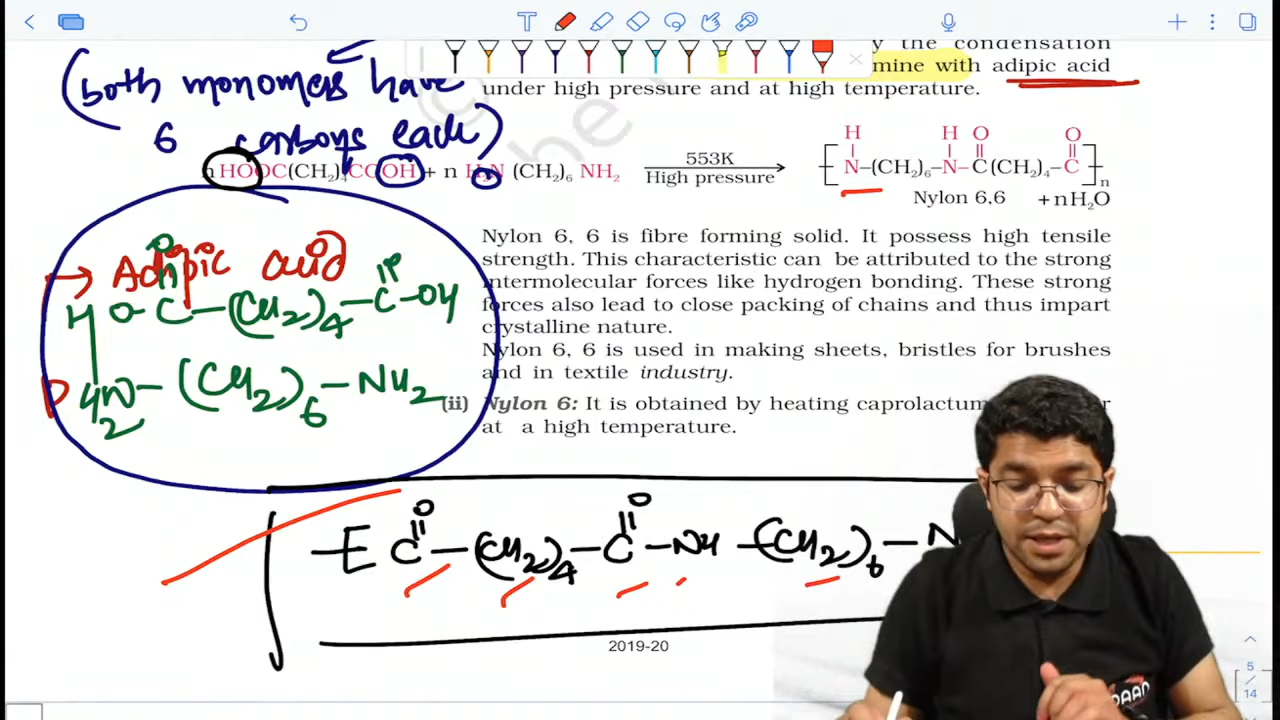 (both monomers have
6 carbons each)
y the condensation
mine with adipic acid
under high pressure and at high temperature.
n HOOC(CH₂)₄COOH + n H₂N (CH₂)₆ NH₂
553K
High pressure
H H O O
[N–(CH₂)₆–N–C(CH₂)₄–C]n
Nylon 6,6 +nH₂O
Nylon 6, 6 is fibre forming solid. It possess high tensile
strength. This characteristic can be attributed to the strong
intermolecular forces like hydrogen bonding. These strong
forces also lead to close packing of chains and thus impart
crystalline nature.
Nylon 6, 6 is used in making sheets, bristles for brushes
and in textile industry.
(ii) Nylon 6: It is obtained by heating caprolactum
at a high temperature.
→ Adipic acid
O O
H O–C–(CH₂)₄–C–OH
H₂N–(CH₂)₆–NH₂
O O
–[C–(CH₂)₄–C–NH–(CH₂)₆–N
2019-20
5
/
14
he